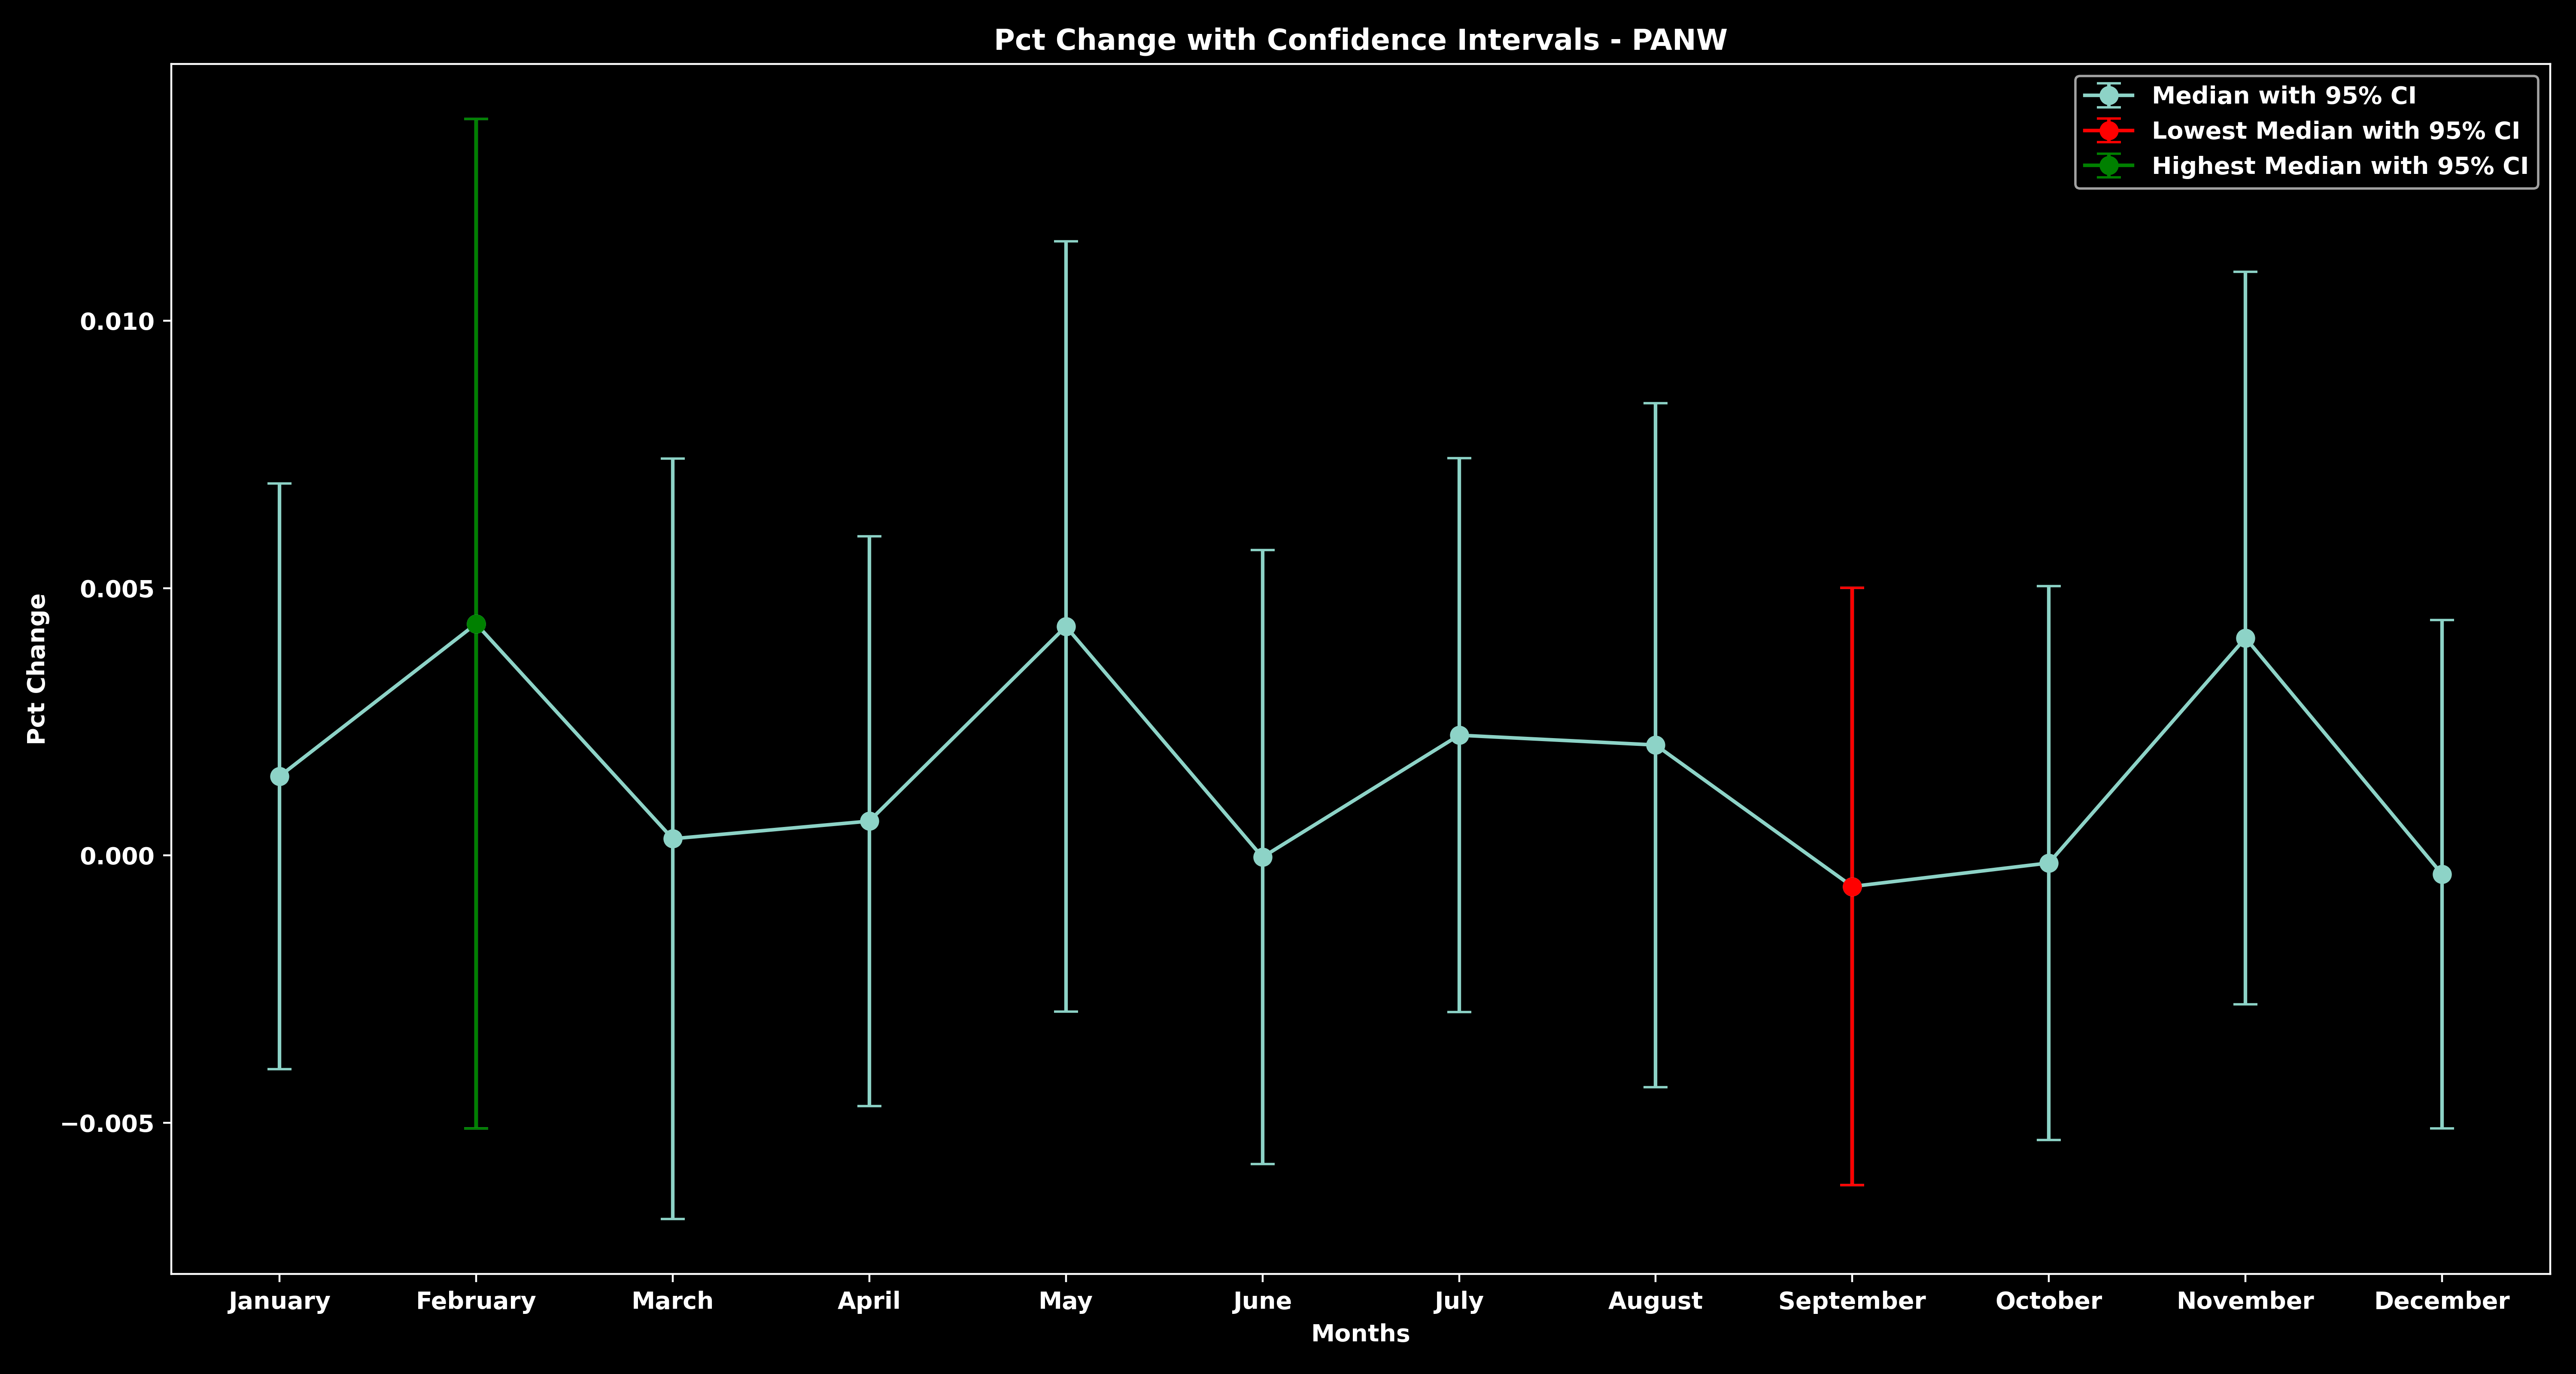 Pct Change with Confidence Intervals - PANW
Median with 95% CI
Lowest Median with 95% CI
Highest Median with 95% CI
0.010
0.005
0.000
−0.005
Pct Change
January February March April May June July August September October November December
Months